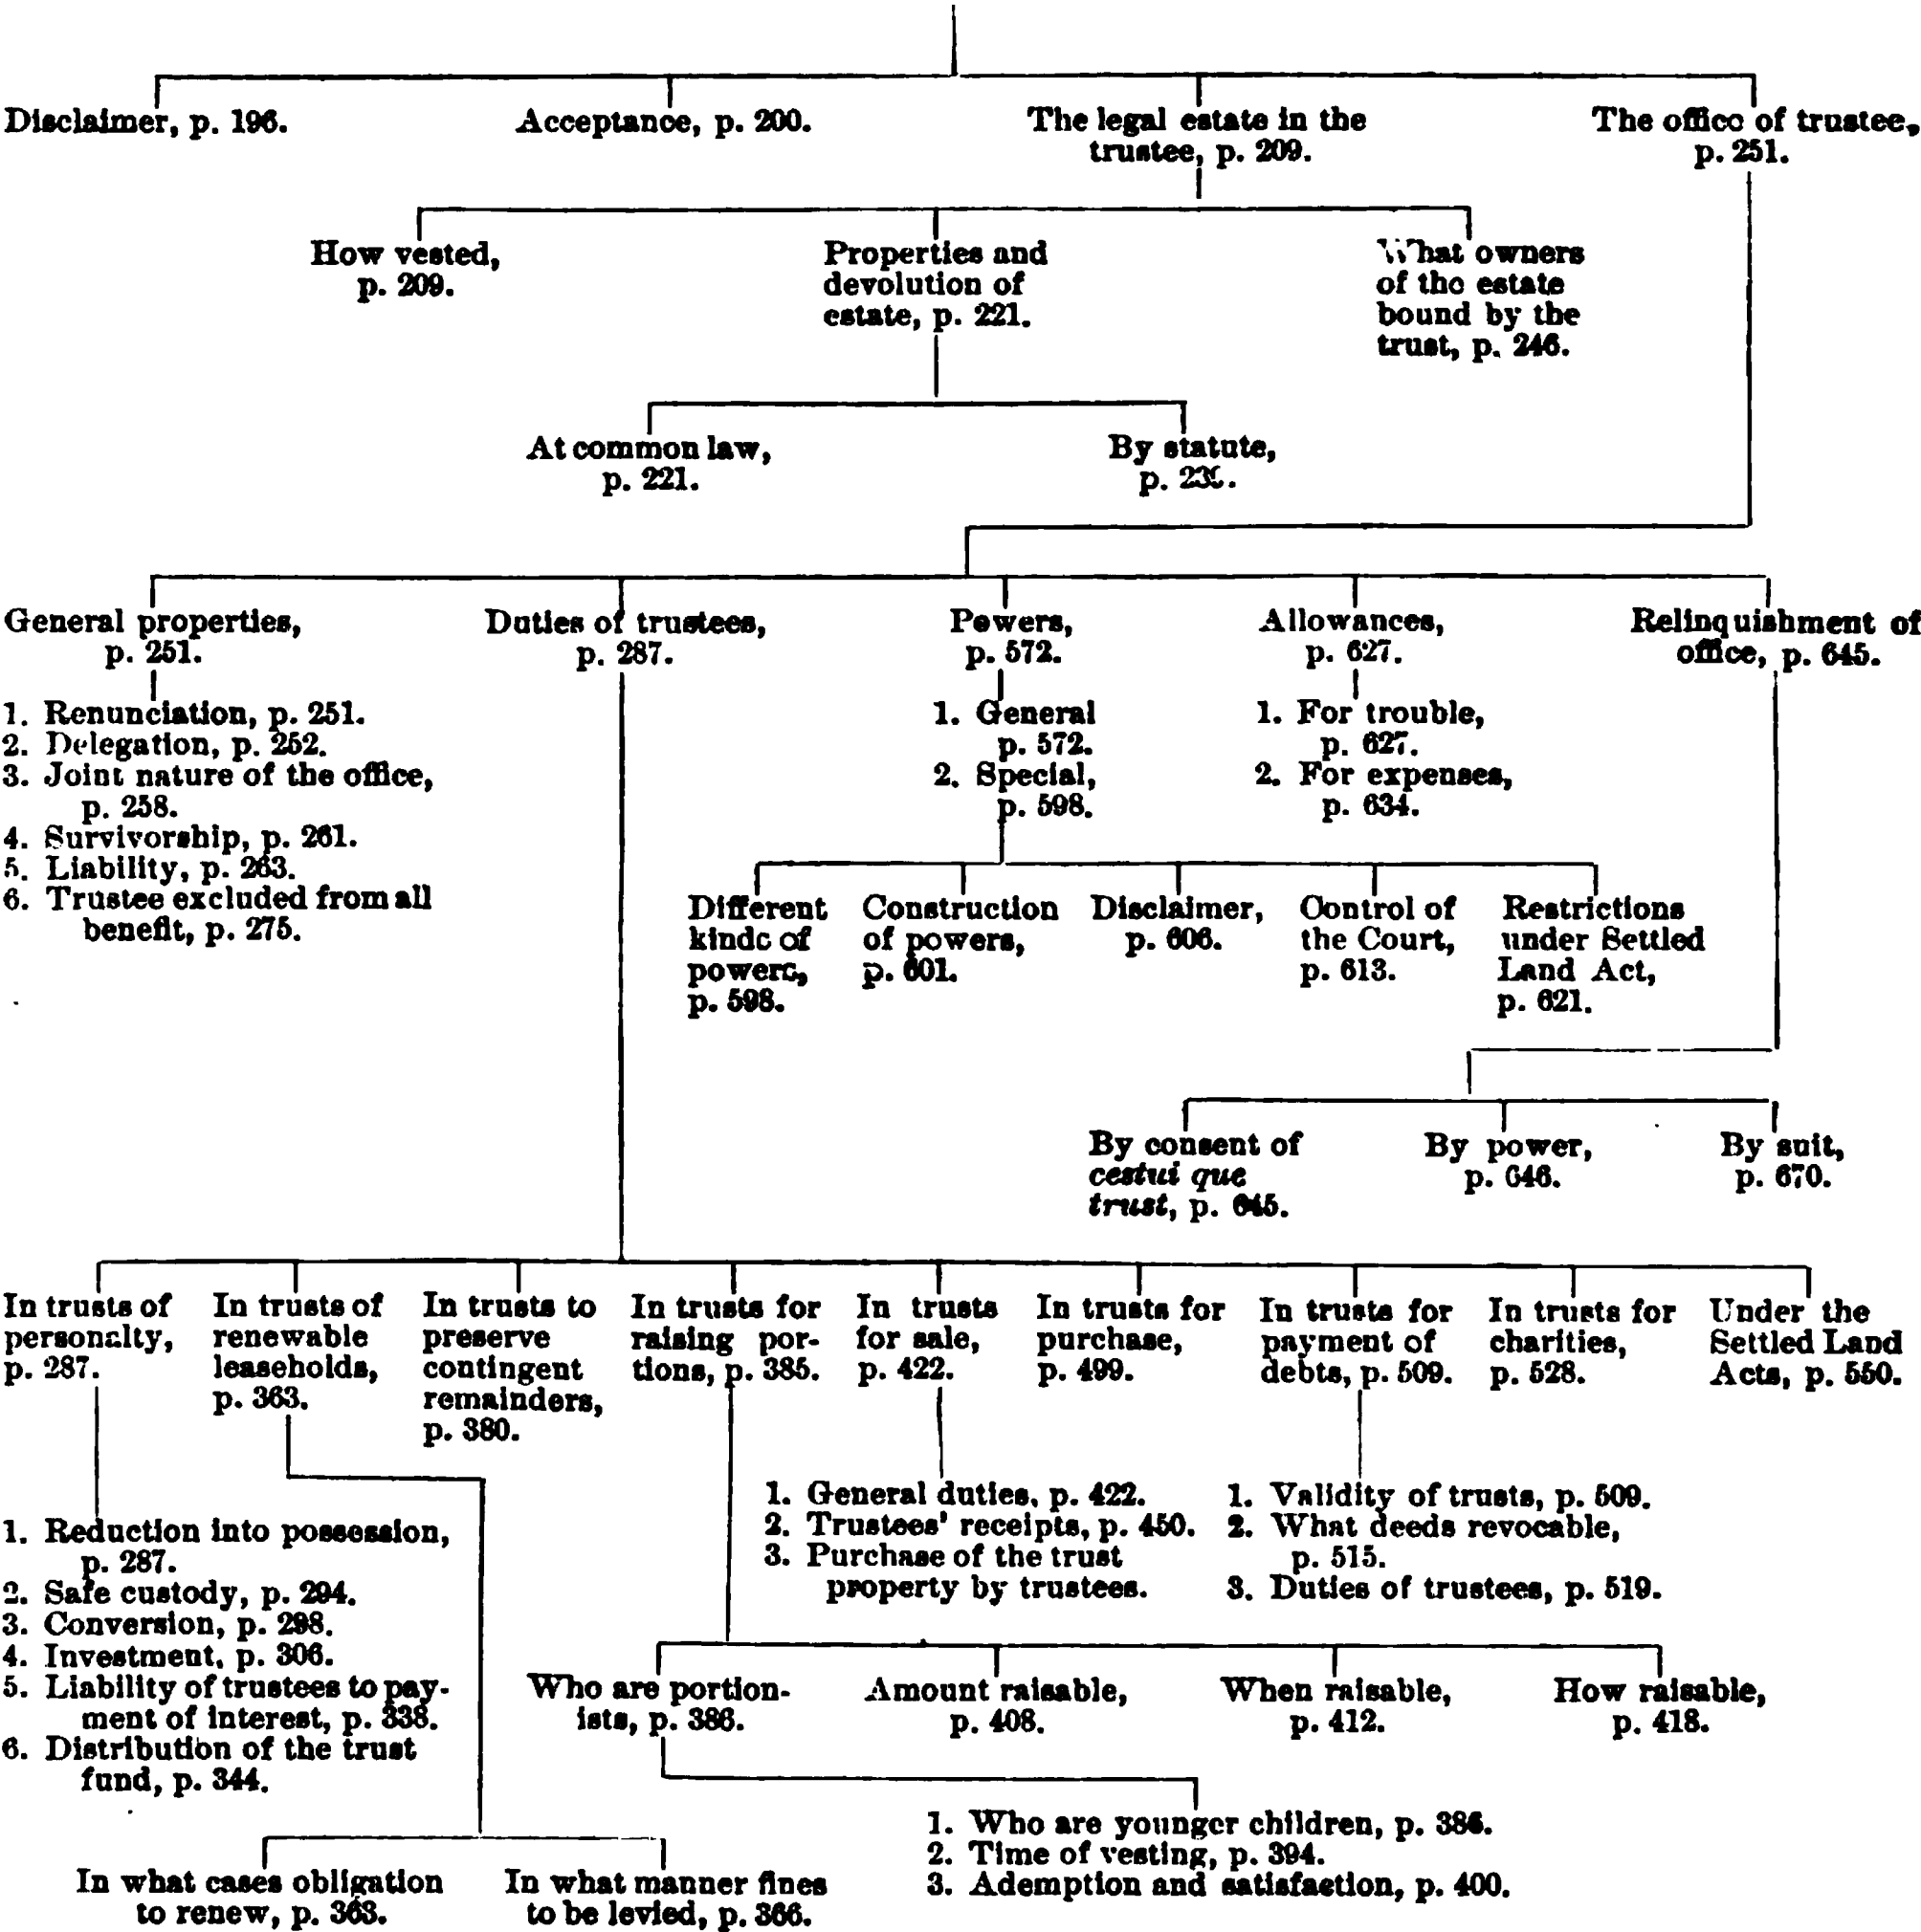 Disclaimer, p. 196.
Acceptance, p. 200.
The legal estate in the
trustee, p. 209.
The office of trustee,
p. 251.
How vested,
p. 209.
Properties and
devolution of
estate, p. 221.
What owners
of the estate
bound by the
trust, p. 246.
At common law,
p. 221.
By statute,
p.
General properties,
p. 251.
Duties of trustees,
p. 287.
Powers,
p. 572.
Allowances,
p. 627.
Relinquishment of
office, p. 645.
1. Renunciation, p. 251.
2. Delegation, p. 252.
3. Joint nature of the office,
p. 258.
4. Survivorship, p. 261.
5. Liability, p. 263.
6. Trustee excluded from all
benefit, p. 275.
1. General
p. 572.
2. Special,
p. 598.
1. For trouble,
p. 627.
2. For expenses,
p. 634.
Different
kinds of
powers,
p. 598.
Construction
of powers,
p. 601.
Disclaimer,
p. 606.
Control of
the Court,
p. 613.
Restrictions
under Settled
Land Act,
p. 621.
By consent of
cestui que
trust, p. 645.
By power,
p. 646.
By suit,
p. 670.
In trusts of
personalty,
p. 287.
In trusts of
renewable
leaseholds,
p. 363.
In trusts to
preserve
contingent
remainders,
p. 380.
In trusts for
raising por-
tions, p. 385.
In trusts
for sale,
p. 422.
In trusts for
purchase,
p. 499.
In trusts for
payment of
debts, p. 509.
In trusts for
charities,
p. 528.
Under the
Settled Land
Acts, p. 550.
1. Reduction into possession,
p. 287.
2. Safe custody, p. 294.
3. Conversion, p. 298.
4. Investment, p. 306.
5. Liability of trustees to pay-
ment of interest, p. 338.
6. Distribution of the trust
fund, p. 344.
1. General duties, p. 422.
2. Trustees' receipts, p. 450.
3. Purchase of the trust
property by trustees.
1. Validity of trusts, p. 509.
2. What deeds revocable,
p. 515.
3. Duties of trustees, p. 519.
Who are portion-
ists, p. 386.
Amount raisable,
p. 408.
When raisable,
p. 412.
How raisable,
p. 418.
1. Who are younger children, p. 386.
2. Time of vesting, p. 394.
3. Ademption and satisfaction, p. 400.
In what cases obligation
to renew, p. 363.
In what manner fines
to be levied, p. 366.